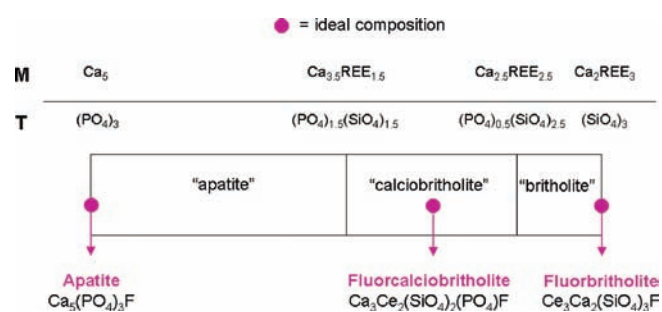 = ideal composition
M Ca₅ Ca₃.₅REE₁.₅ Ca₂.₅REE₂.₅ Ca₂REE₃
T (PO₄)₃ (PO₄)₁.₅(SiO₄)₁.₅ (PO₄)₀.₅(SiO₄)₂.₅ (SiO₄)₃
“apatite” “calciobritholite” “britholite”
Apatite Fluorcalciobritholite Fluorbritholite
Ca₅(PO₄)₃F Ca₃Ce₂(SiO₄)₂(PO₄)F Ce₃Ca₂(SiO₄)₃F